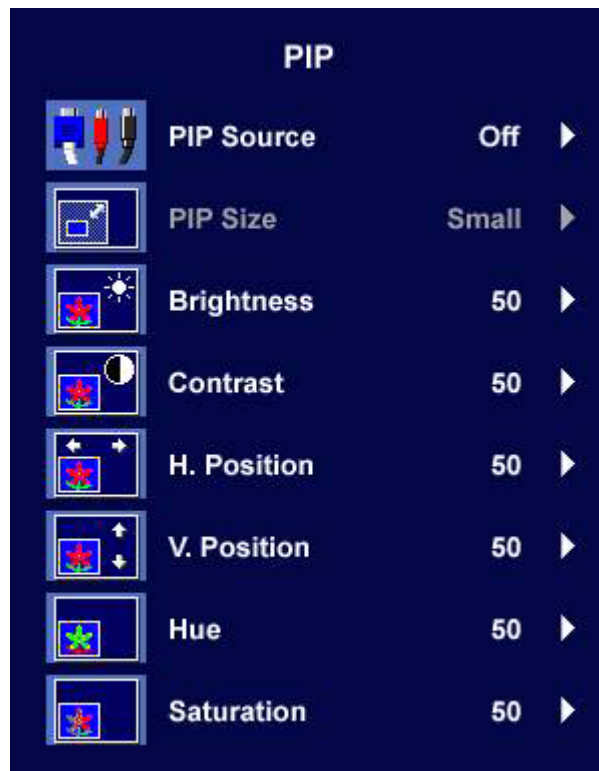 PIP
PIP Source Off
PIP Size Small
Brightness 50
Contrast 50
H. Position 50
V. Position 50
Hue 50
Saturation 50